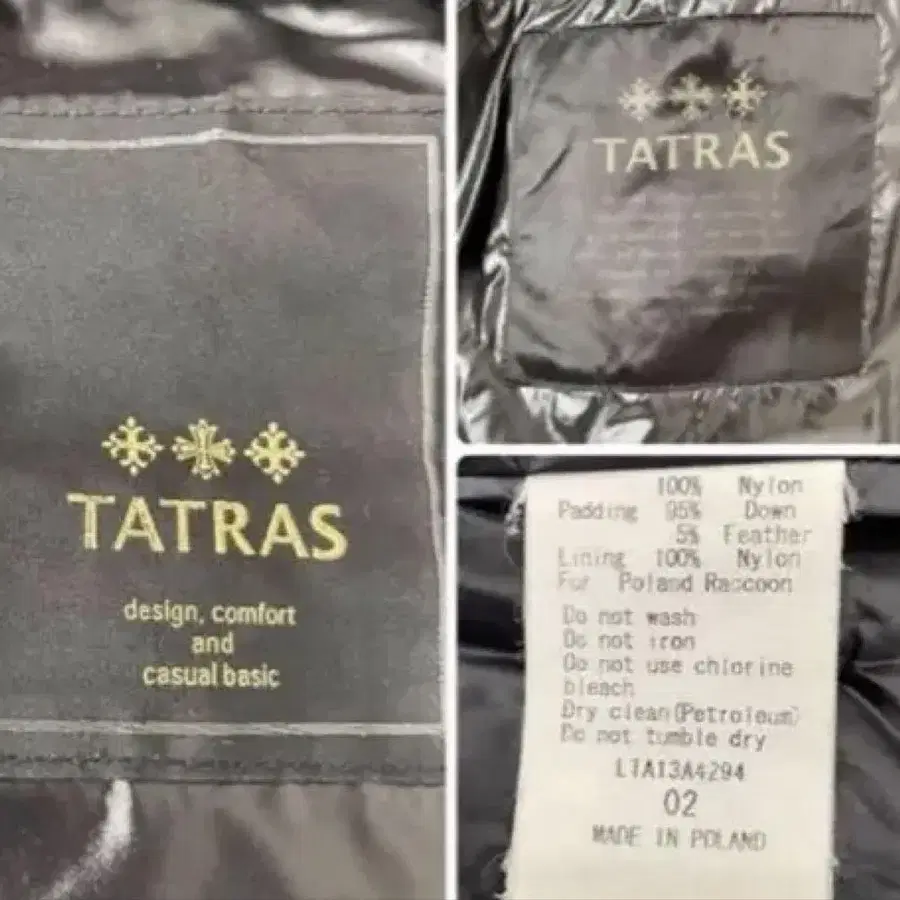 TATRAS
design, comfort
and
casual basic
TATRAS
100% Nylon
Padding 95% Down
5% Feather
Lining 100% Nylon
Fur Poland Raccoon
Do not wash
Do not iron
Do not use chlorine
bleach
Dry clean(Petroleum)
Do not tumble dry
LTA13A4294
02
MADE IN POLAND